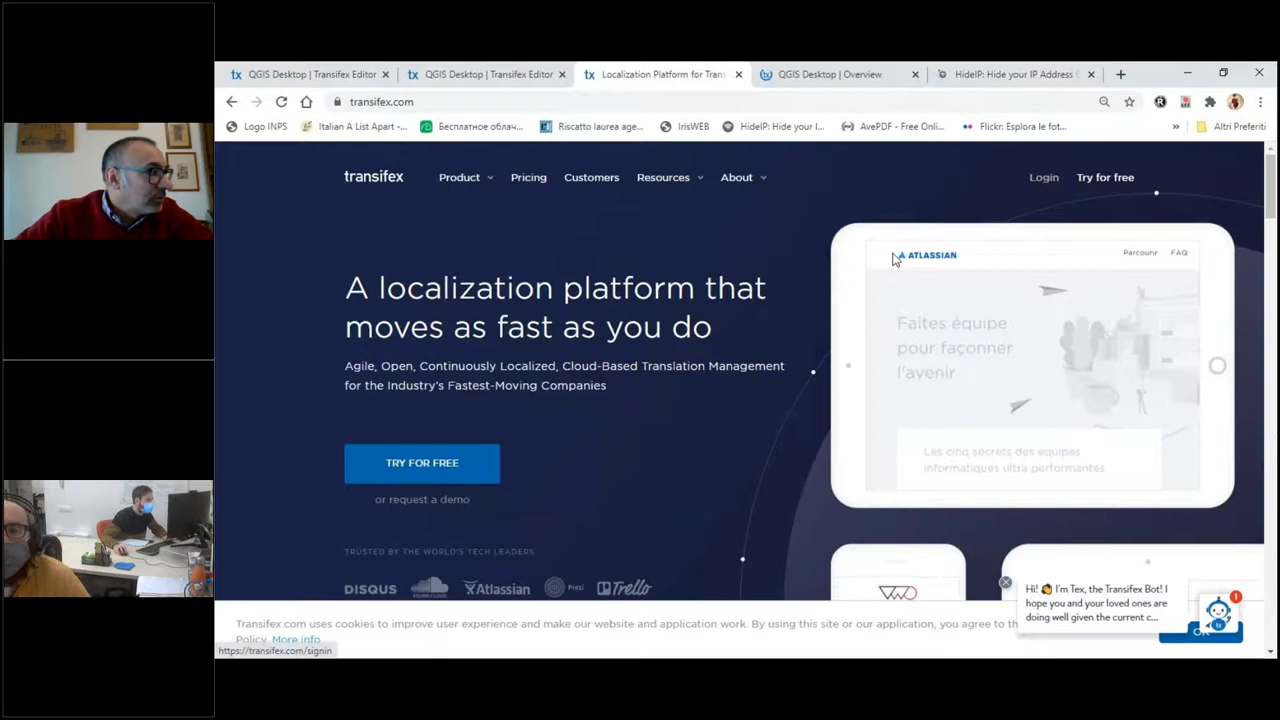 QGIS Desktop | Transifex Editor
QGIS Desktop | Transifex Editor
Localization Platform for Trans
QGIS Desktop | Overview
HideIP: Hide your IP Address
transifex.com
Logo INPS
Italian A List Apart -...
Бесплатное облач...
Riscatto laurea age...
IrisWEB
HideIP: Hide your I...
AvePDF - Free Onli...
Flickr: Esplora le fot...
»
Altri Preferiti
transifex
Product
Pricing
Customers
Resources
About
Login
Try for free
A localization platform that
moves as fast as you do
Agile, Open, Continuously Localized, Cloud-Based Translation Management
for the Industry's Fastest-Moving Companies
TRY FOR FREE
or request a demo
TRUSTED BY THE WORLD'S TECH LEADERS
DISQUS
Atlassian
Prezi
Trello
ATLASSIAN
Parcourir
FAQ
Faites équipe
pour façonner
l'avenir
Les cinq secrets des équipes
informatiques ultra performantes
Hi! 👋 I'm Tex, the Transifex Bot! I
hope you and your loved ones are
doing well given the current c...
1
Transifex.com uses cookies to improve user experience and make our website and application work. By using this site or our application, you agree to the
Policy. More info
OK
https://transifex.com/signin